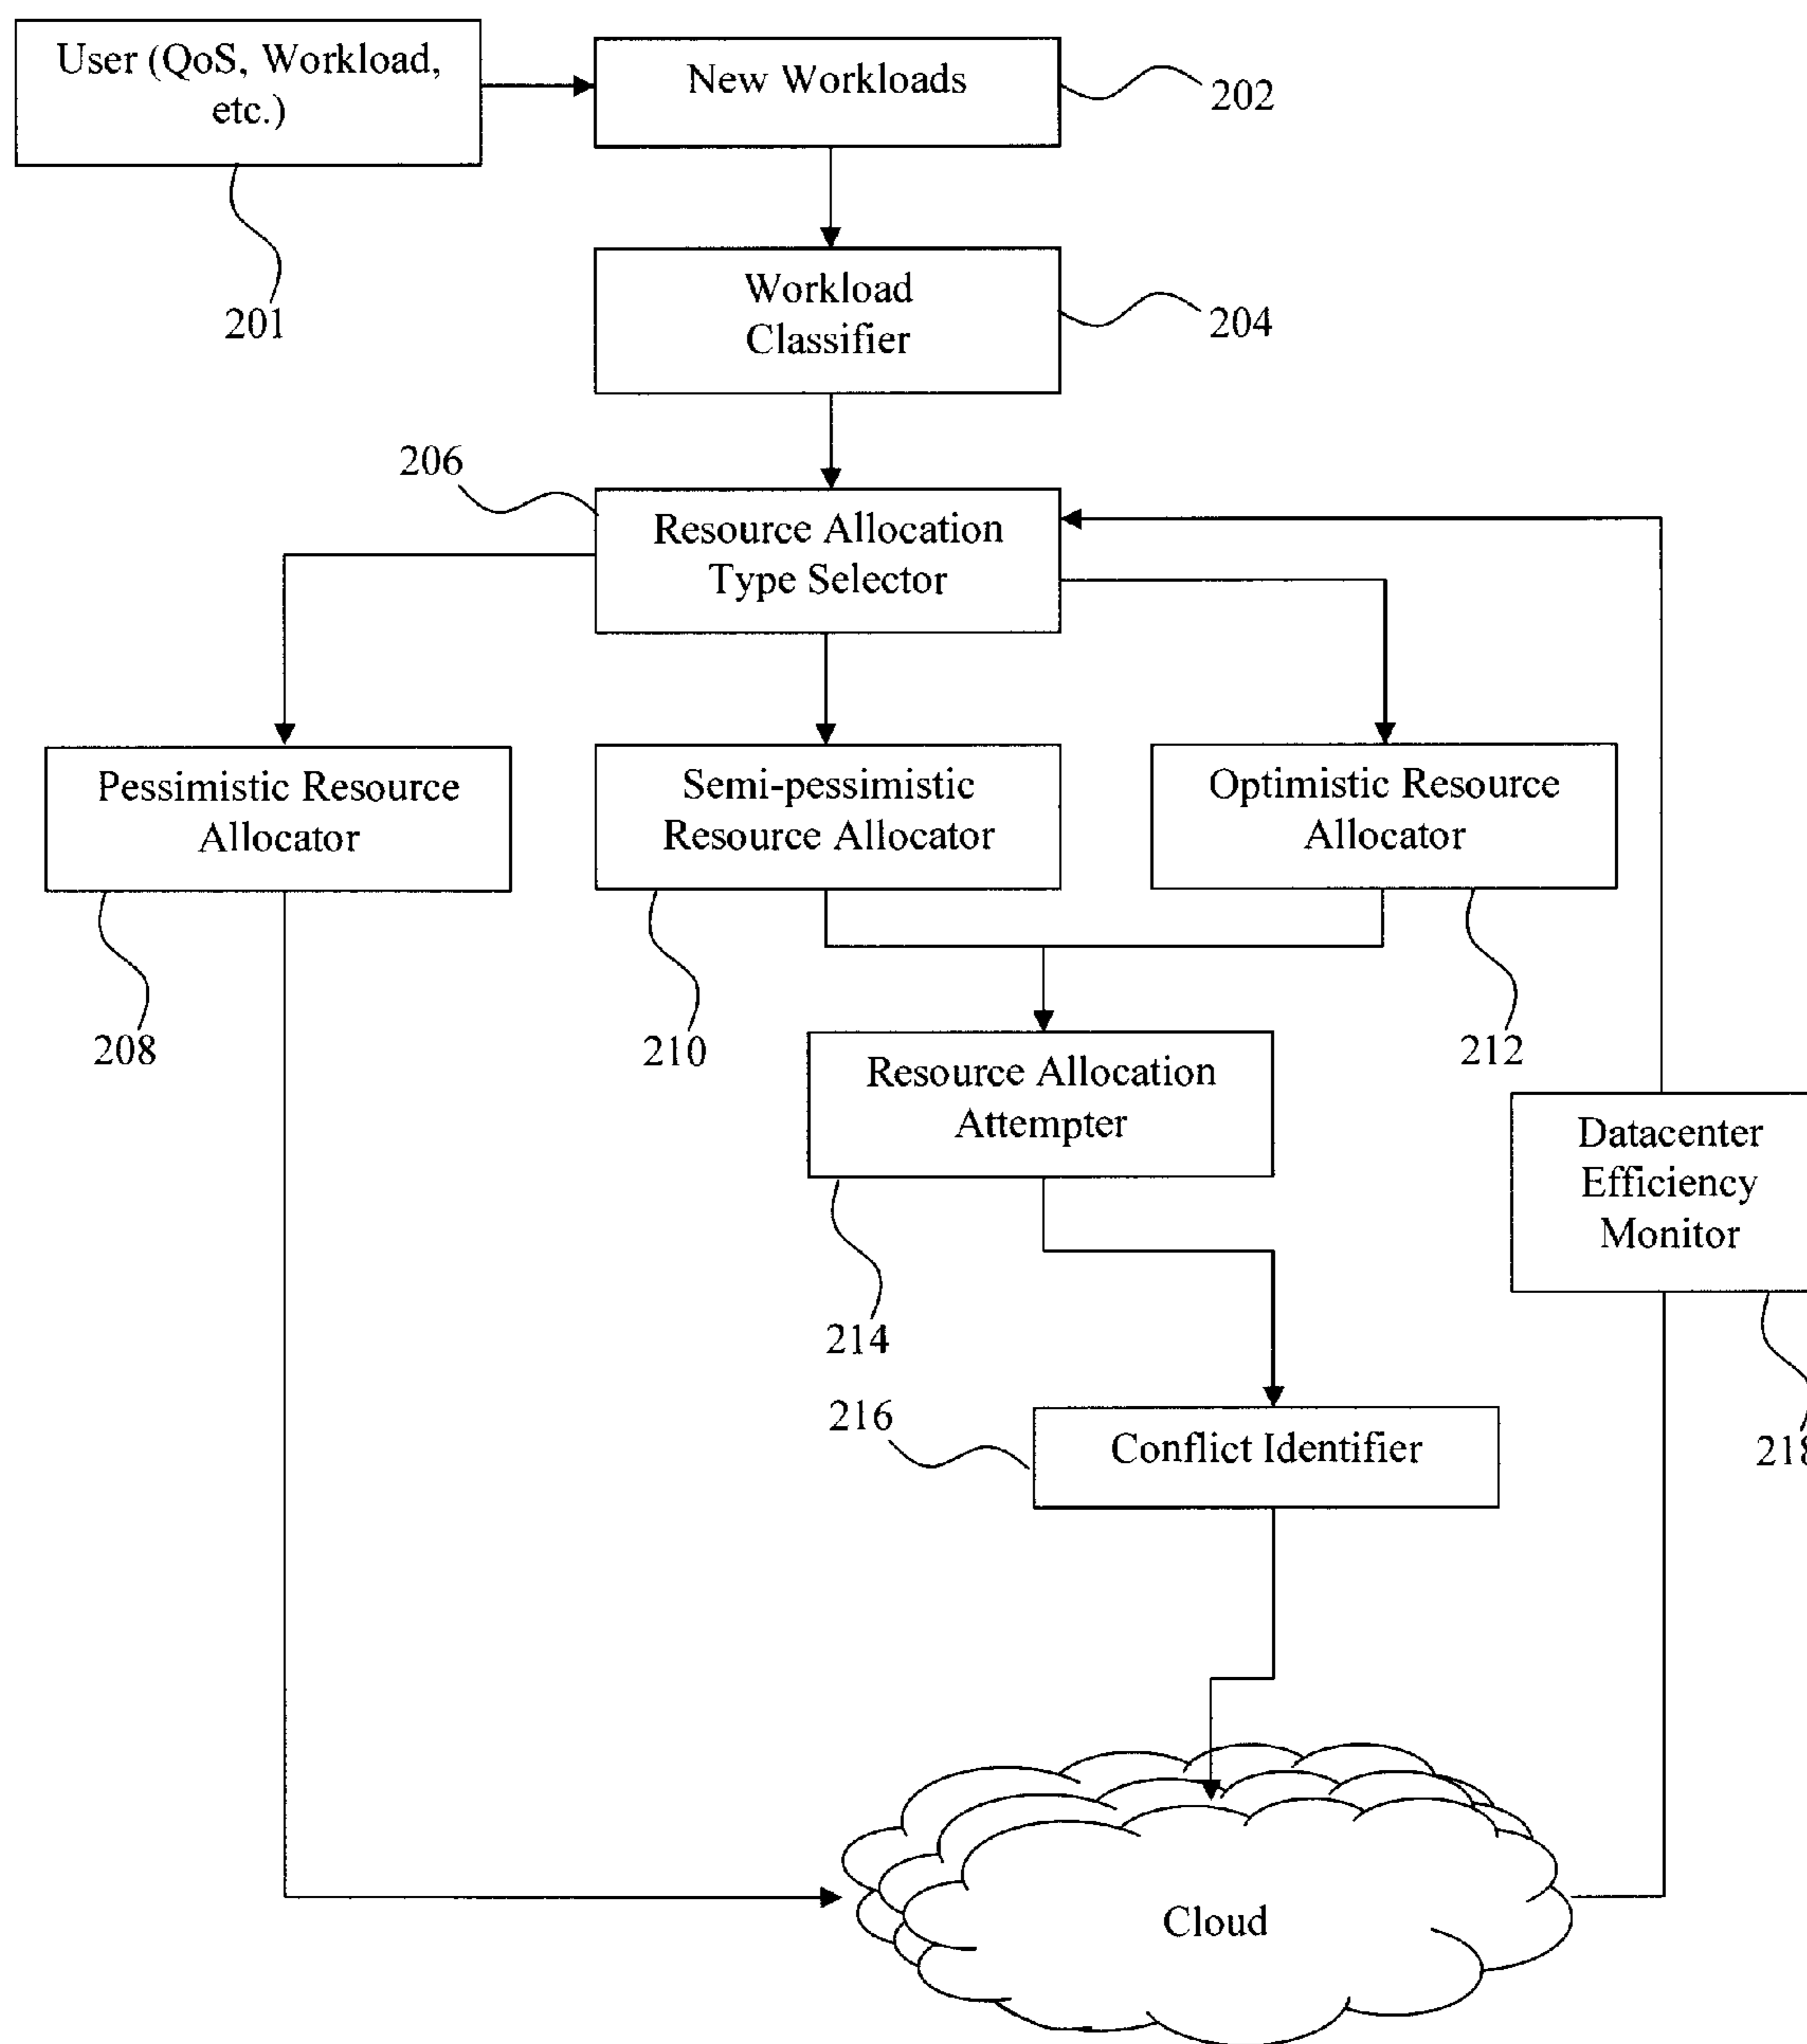 User (QoS, Workload,
etc.)
New Workloads
202
201
Workload
Classifier
204
206
Resource Allocation
Type Selector
Pessimistic Resource
Allocator
Semi-pessimistic
Resource Allocator
Optimistic Resource
Allocator
208
210
212
Resource Allocation
Attempter
Datacenter
Efficiency
Monitor
214
216
Conflict Identifier
218
Cloud